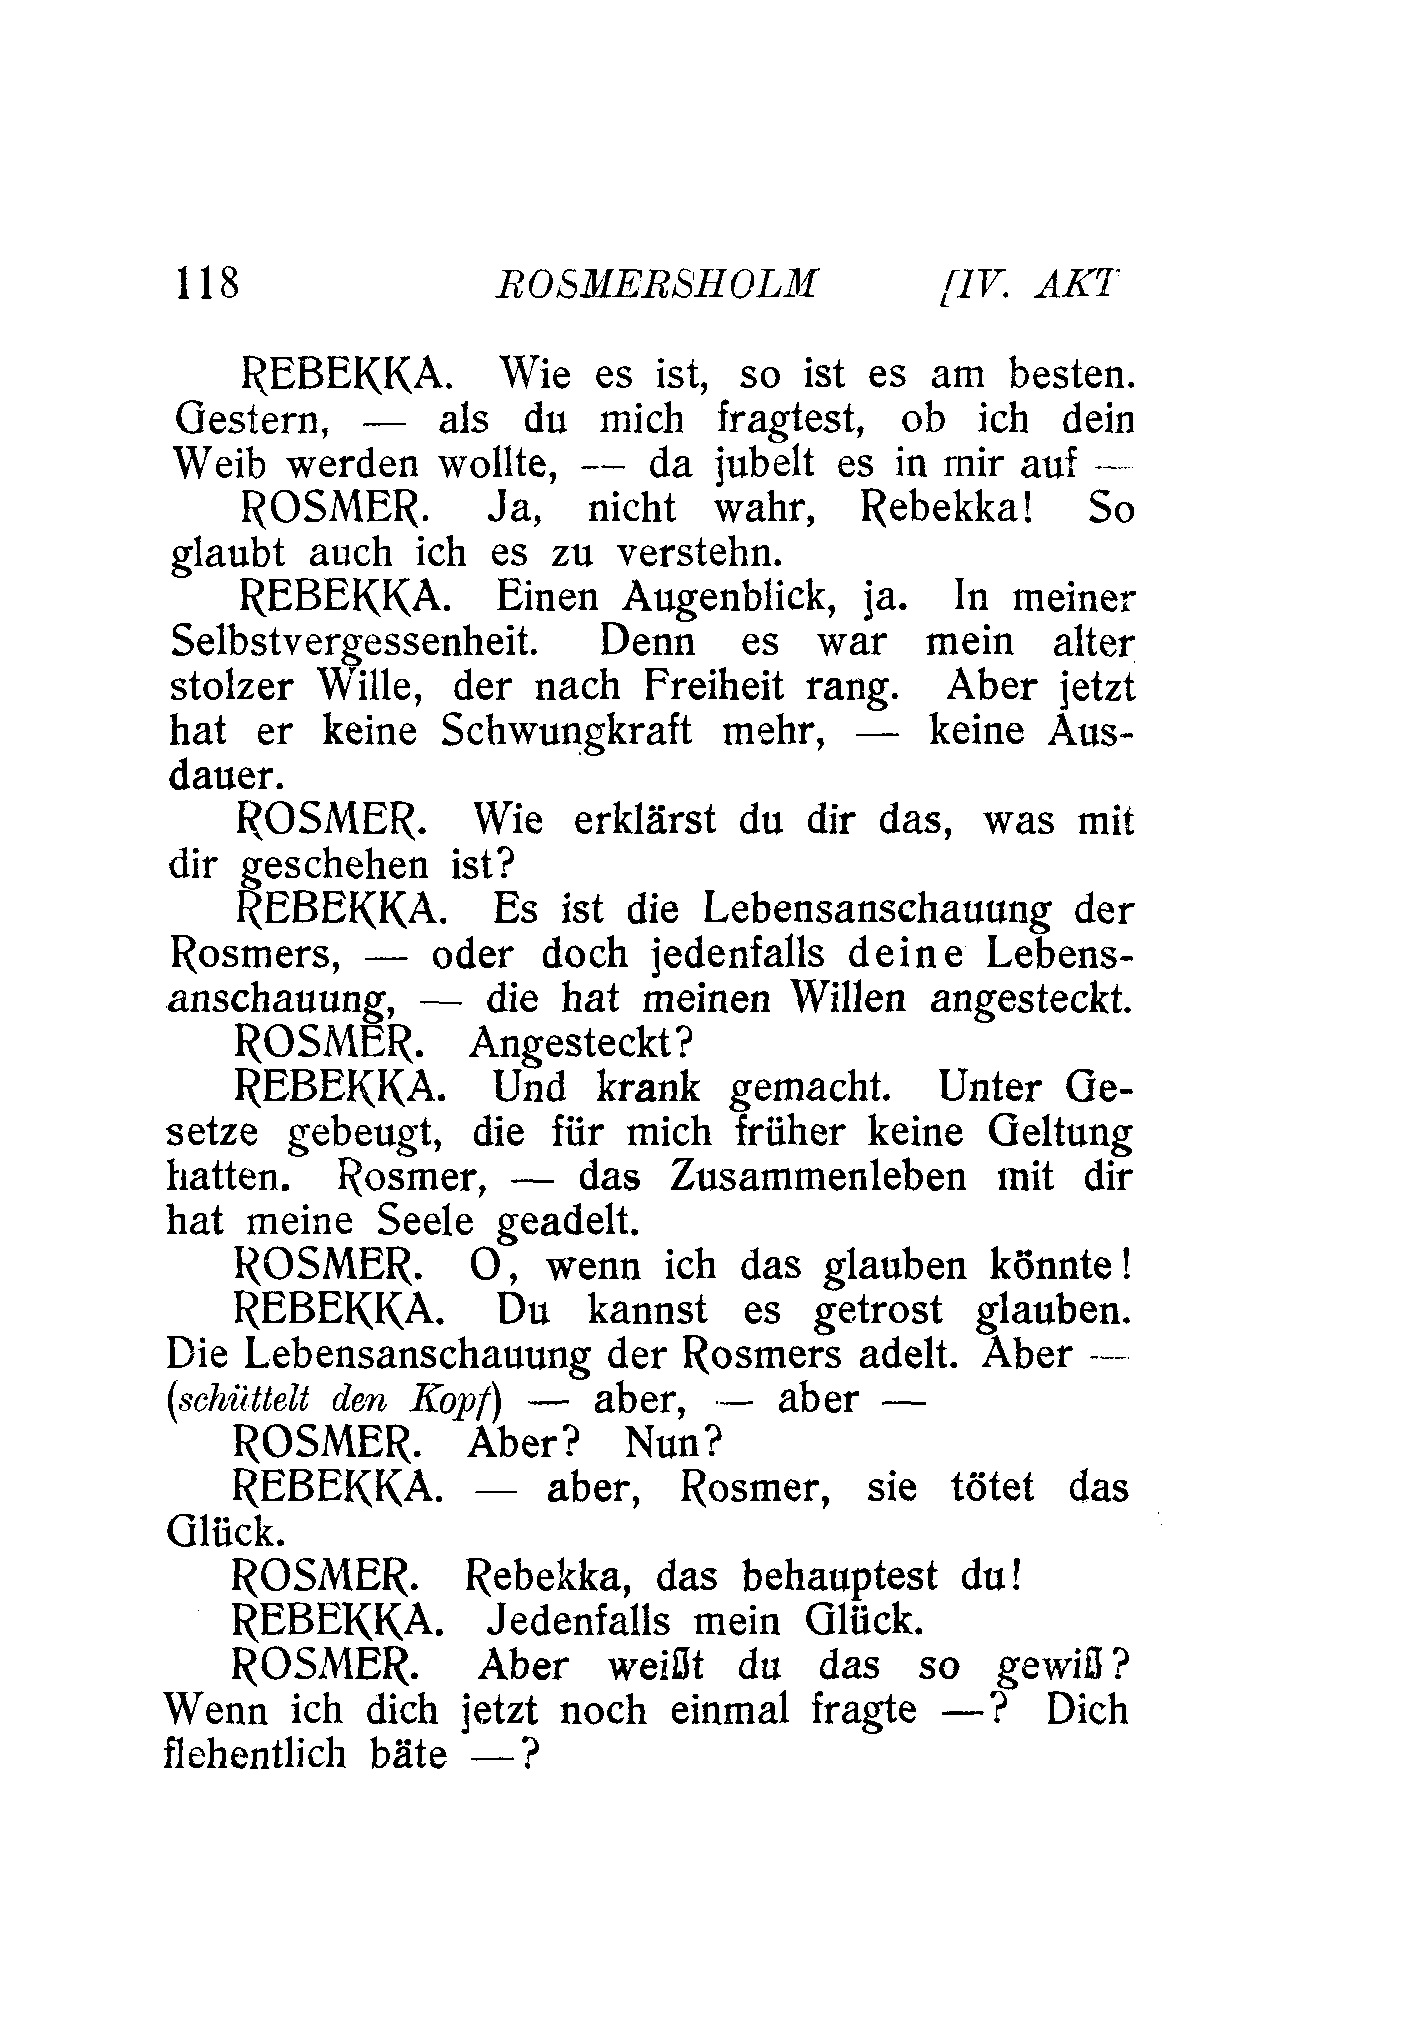 118 ROSMERSHOLM [IV. AKT
REBEKKA. Wie es ist, so ist es am besten.
Gestern, — als du mich fragtest, ob ich dein
Weib werden wollte, — da jubelt es in mir auf —
ROSMER. Ja, nicht wahr, Rebekka! So
glaubt auch ich es zu verstehn.
REBEKKA. Einen Augenblick, ja. In meiner
Selbstvergessenheit. Denn es war mein alter
stolzer Wille, der nach Freiheit rang. Aber jetzt
hat er keine Schwungkraft mehr, — keine Aus-
dauer.
ROSMER. Wie erklärst du dir das, was mit
dir geschehen ist?
REBEKKA. Es ist die Lebensanschauung der
Rosmers, — oder doch jedenfalls deine Lebens-
anschauung, — die hat meinen Willen angesteckt.
ROSMER. Angesteckt?
REBEKKA. Und krank gemacht. Unter Ge-
setze gebeugt, die für mich früher keine Geltung
hatten. Rosmer, — das Zusammenleben mit dir
hat meine Seele geadelt.
ROSMER. O, wenn ich das glauben könnte!
REBEKKA. Du kannst es getrost glauben.
Die Lebensanschauung der Rosmers adelt. Aber —
(schüttelt den Kopf) — aber, — aber —
ROSMER. Aber? Nun?
REBEKKA. — aber, Rosmer, sie tötet das
Glück.
ROSMER. Rebekka, das behauptest du!
REBEKKA. Jedenfalls mein Glück.
ROSMER. Aber weißt du das so gewiß?
Wenn ich dich jetzt noch einmal fragte —? Dich
flehentlich bäte —?